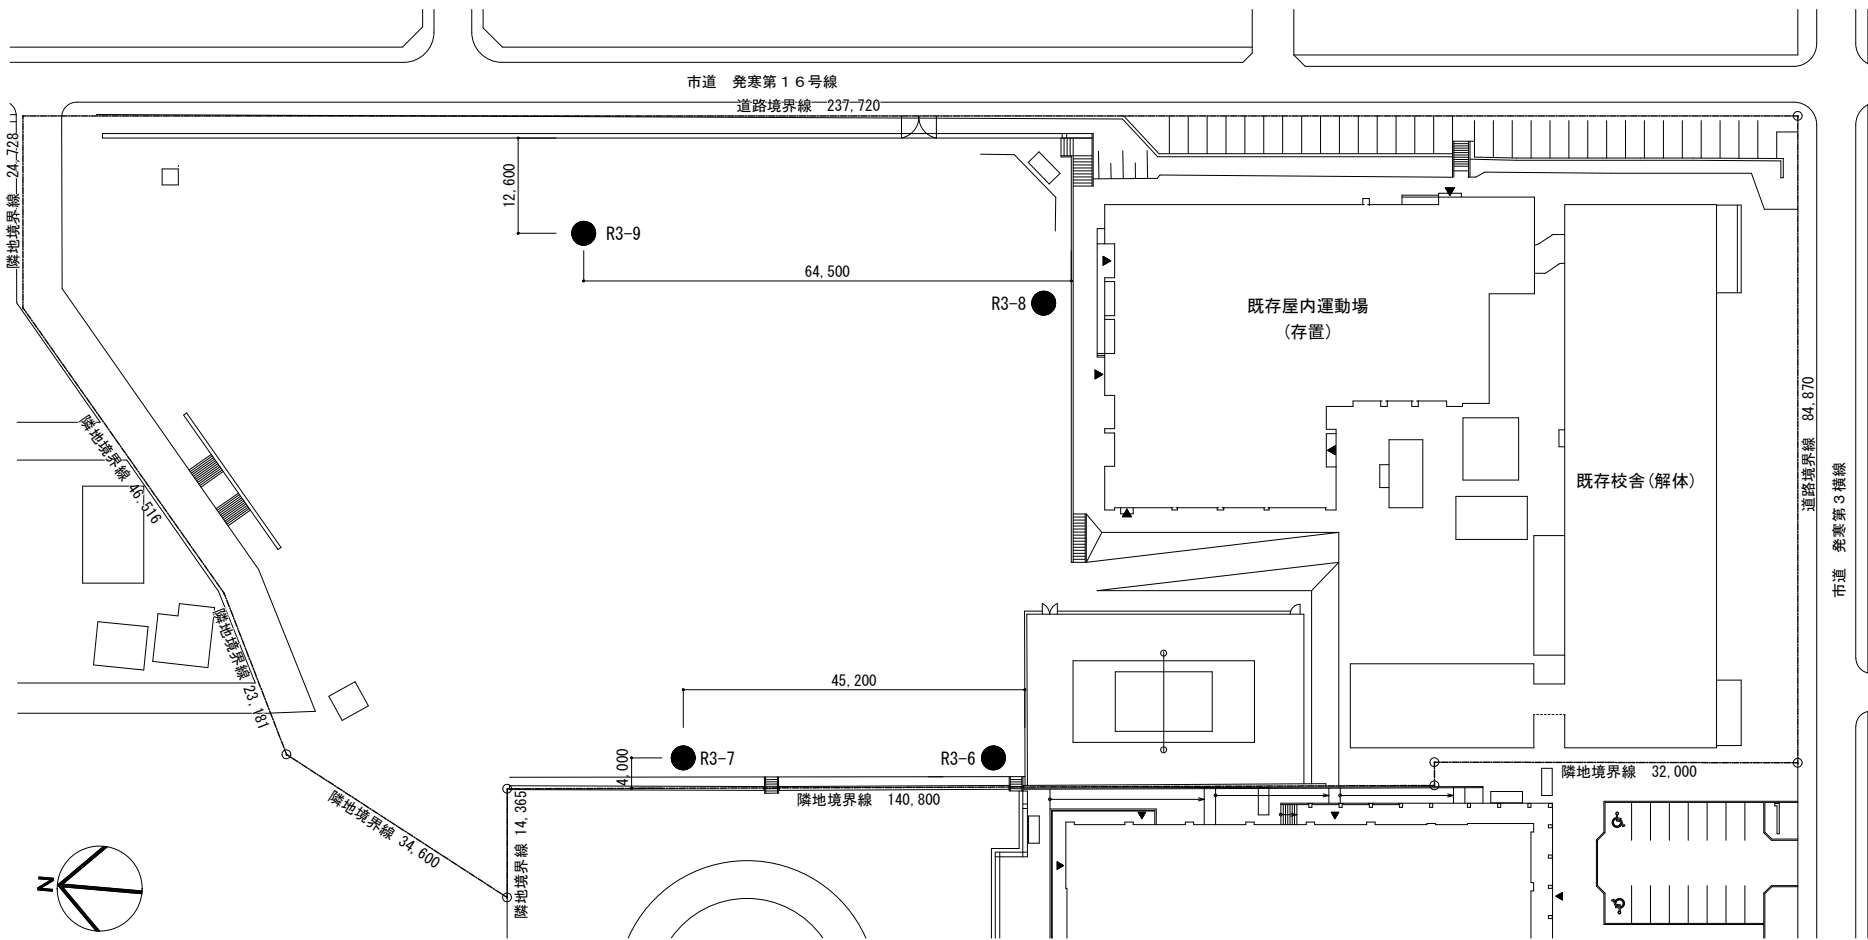 市道　発寒第１６号線
道路境界線　237,720
隣地境界線　24,728
12,600
R3-9
64,500
R3-8
既存屋内運動場
(存置)
道路境界線　84,870
市道　発寒第３横線
既存校舎(解体)
隣地境界線　46,516
隣地境界線　23,181
45,200
R3-7
R3-6
4,000
隣地境界線　32,000
隣地境界線　140,800
隣地境界線　34,600
隣地境界線　14,365
N